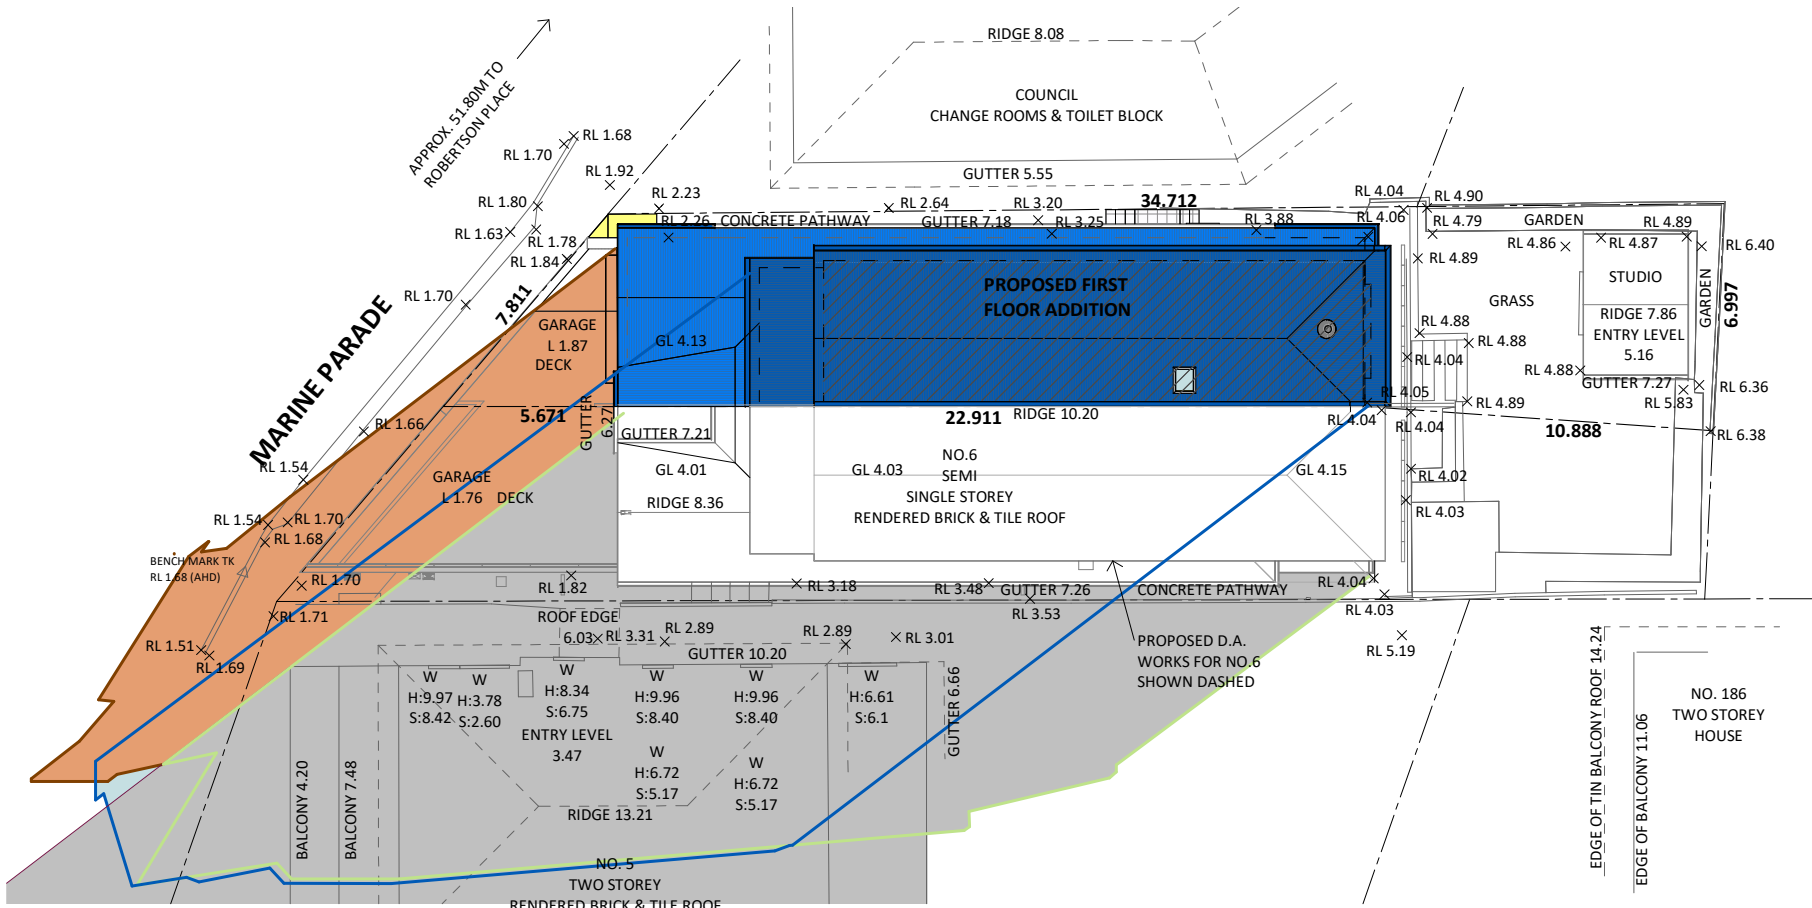 RIDGE 8.08
COUNCIL
CHANGE ROOMS & TOILET BLOCK
GUTTER 5.55
APPROX. 51.80M TO
ROBERTSON PLACE
RL 1.68
RL 1.70
RL 1.92
RL 1.80
RL 1.63
RL 1.78
RL 1.84
RL 1.70
RL 2.23
RL 2.26
CONCRETE PATHWAY
RL 2.64
GUTTER 7.18
RL 3.20
RL 3.25
34.712
RL 3.88
RL 4.04
RL 4.06
RL 4.90
RL 4.79
GARDEN
RL 4.89
RL 4.86
RL 4.87
RL 6.40
RL 4.89
STUDIO
GRASS
GARDEN
6.997
RIDGE 7.86
ENTRY LEVEL
5.16
RL 4.88
RL 4.88
RL 4.04
RL 4.88
GUTTER 7.27
RL 6.36
RL 5.83
RL 4.05
RL 4.89
RL 4.04
RL 4.04
10.888
RL 6.38
RL 4.02
RL 4.03
MARINE PARADE
7.811
GARAGE
L 1.87
DECK
GL 4.13
PROPOSED FIRST
FLOOR ADDITION
5.671
GUTTER
6.27
GUTTER 7.21
22.911
RIDGE 10.20
RL 1.66
RL 1.54
GARAGE
L 1.76
DECK
GL 4.01
RIDGE 8.36
GL 4.03
NO.6
SEMI
SINGLE STOREY
RENDERED BRICK & TILE ROOF
GL 4.15
RL 1.54
RL 1.70
RL 1.68
BENCH MARK TK
RL 1.68 (AHD)
RL 1.70
RL 1.82
RL 3.18
RL 3.48
GUTTER 7.26
RL 3.53
CONCRETE PATHWAY
RL 4.04
RL 4.03
RL 1.71
RL 1.51
RL 1.69
ROOF EDGE
6.03
RL 3.31
RL 2.89
GUTTER 10.20
RL 2.89
RL 3.01
PROPOSED D.A.
WORKS FOR NO.6
SHOWN DASHED
RL 5.19
W
H:9.97
S:8.42
W
H:3.78
S:2.60
W
H:8.34
S:6.75
W
H:9.96
S:8.40
W
H:9.96
S:8.40
W
H:6.61
S:6.1
GUTTER 6.66
ENTRY LEVEL
3.47
W
H:6.72
S:5.17
W
H:6.72
S:5.17
RIDGE 13.21
BALCONY 4.20
BALCONY 7.48
NO. 5
TWO STOREY
RENDERED BRICK & TILE ROOF
EDGE OF TIN BALCONY ROOF 14.24
EDGE OF BALCONY 11.06
NO. 186
TWO STOREY
HOUSE